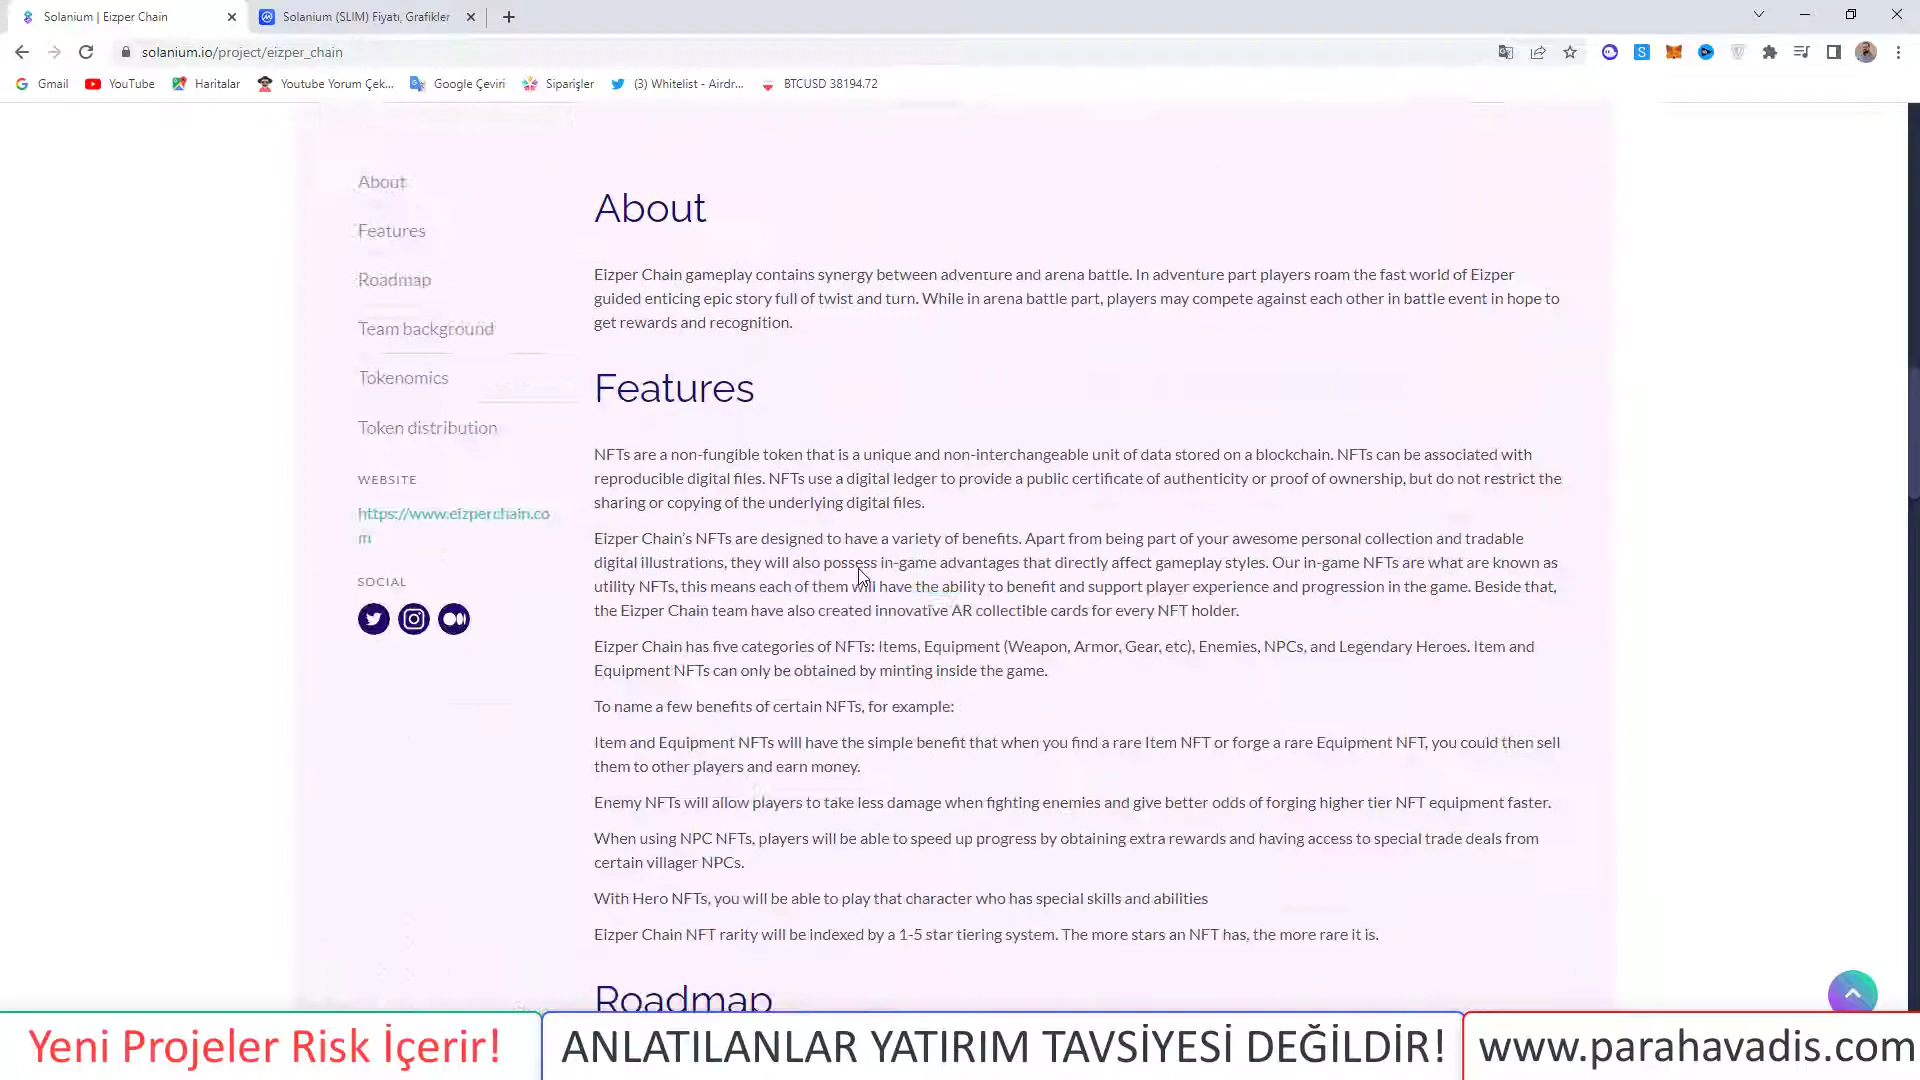 Solanium | Eizper Chain
Solanium (SLIM) Fiyatı, Grafikler
solanium.io/project/eizper_chain
Gmail
YouTube
Haritalar
Youtube Yorum Çek...
Google Çeviri
Siparişler
(3) Whitelist - Airdr...
BTCUSD 38194.72
About
Features
Roadmap
Team background
Tokenomics
Token distribution
WEBSITE
https://www.eizperchain.co
m
SOCIAL
About
Eizper Chain gameplay contains synergy between adventure and arena battle. In adventure part players roam the fast world of Eizper
guided enticing epic story full of twist and turn. While in arena battle part, players may compete against each other in battle event in hope to
get rewards and recognition.
Features
NFTs are a non-fungible token that is a unique and non-interchangeable unit of data stored on a blockchain. NFTs can be associated with
reproducible digital files. NFTs use a digital ledger to provide a public certificate of authenticity or proof of ownership, but do not restrict the
sharing or copying of the underlying digital files.
Eizper Chain’s NFTs are designed to have a variety of benefits. Apart from being part of your awesome personal collection and tradable
digital illustrations, they will also possess in-game advantages that directly affect gameplay styles. Our in-game NFTs are what are known as
utility NFTs, this means each of them will have the ability to benefit and support player experience and progression in the game. Beside that,
the Eizper Chain team have also created innovative AR collectible cards for every NFT holder.
Eizper Chain has five categories of NFTs: Items, Equipment (Weapon, Armor, Gear, etc), Enemies, NPCs, and Legendary Heroes. Item and
Equipment NFTs can only be obtained by minting inside the game.
To name a few benefits of certain NFTs, for example:
Item and Equipment NFTs will have the simple benefit that when you find a rare Item NFT or forge a rare Equipment NFT, you could then sell
them to other players and earn money.
Enemy NFTs will allow players to take less damage when fighting enemies and give better odds of forging higher tier NFT equipment faster.
When using NPC NFTs, players will be able to speed up progress by obtaining extra rewards and having access to special trade deals from
certain villager NPCs.
With Hero NFTs, you will be able to play that character who has special skills and abilities
Eizper Chain NFT rarity will be indexed by a 1-5 star tiering system. The more stars an NFT has, the more rare it is.
Roadmap
Yeni Projeler Risk İçerir!
ANLATILANLAR YATIRIM TAVSİYESİ DEĞİLDİR!
www.parahavadis.com